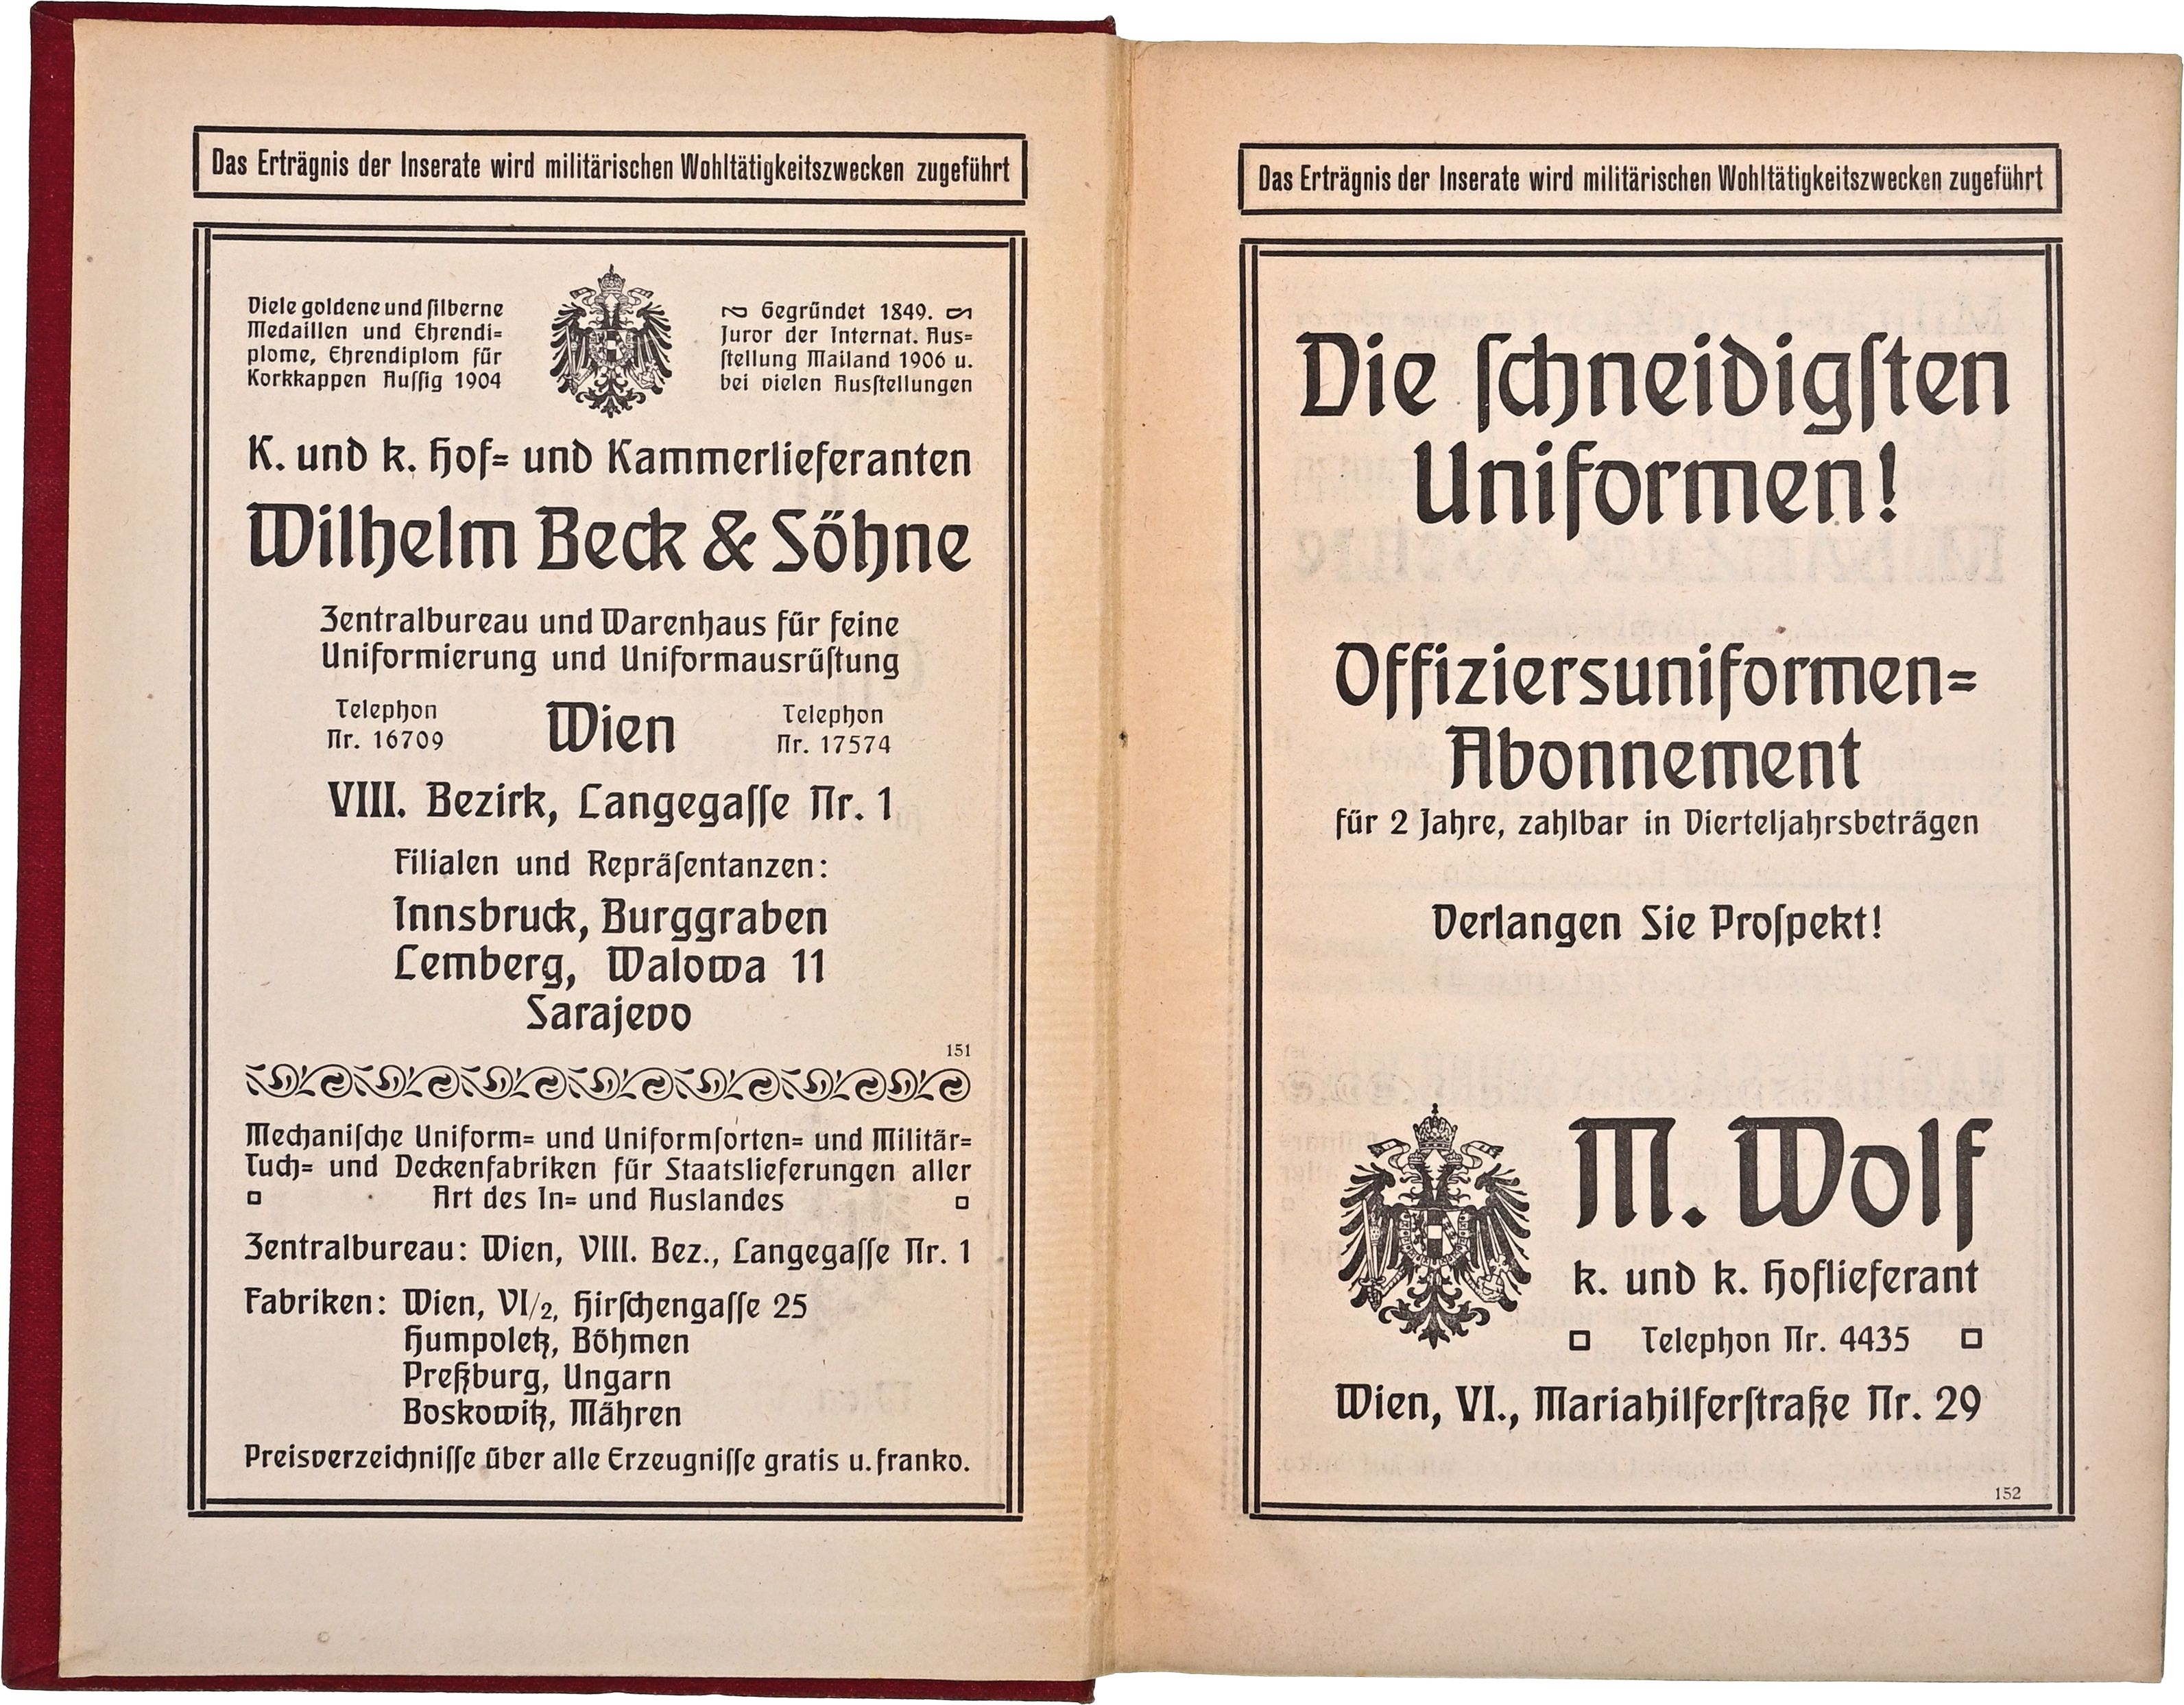 Das Erträgnis der Inserate wird militärischen Wohltätigkeitszwecken zugeführt
Viele goldene und ſilberne
Medaillen und Ehrendi=
plome, Ehrendiplom für
Korkkappen Auſſig 1904
Gegründet 1849.
Juror der Internat. Aus=
ſtellung Mailand 1906 u.
bei vielen Ausſtellungen
K. und k. Hof= und Kammerlieferanten
Wilhelm Beck & Söhne
Zentralbureau und Warenhaus für feine
Uniformierung und Uniformausrüſtung
Telephon
Nr. 16709
Wien
Telephon
Nr. 17574
VIII. Bezirk, Langegaſſe Nr. 1
Filialen und Repräſentanzen:
Innsbruck, Burggraben
Lemberg, Walowa 11
Sarajevo
151
Mechaniſche Uniform= und Uniformſorten= und Militär=
Tuch= und Deckenfabriken für Staatslieferungen aller
Art des In= und Auslandes
Zentralbureau: Wien, VIII. Bez., Langegaſſe Nr. 1
Fabriken: Wien, VI/2, Hirſchengaſſe 25
Humpoletz, Böhmen
Preßburg, Ungarn
Boskowitz, Mähren
Preisverzeichniſſe über alle Erzeugniſſe gratis u. franko.
Das Erträgnis der Inserate wird militärischen Wohltätigkeitszwecken zugeführt
Die ſchneidigſten
Uniformen!
Offiziersuniformen=
Abonnement
für 2 Jahre, zahlbar in Vierteljahrsbeträgen
Verlangen Sie Proſpekt!
M. Wolf
k. und k. Hoflieferant
Telephon Nr. 4435
Wien, VI., Mariahilferſtraße Nr. 29
152